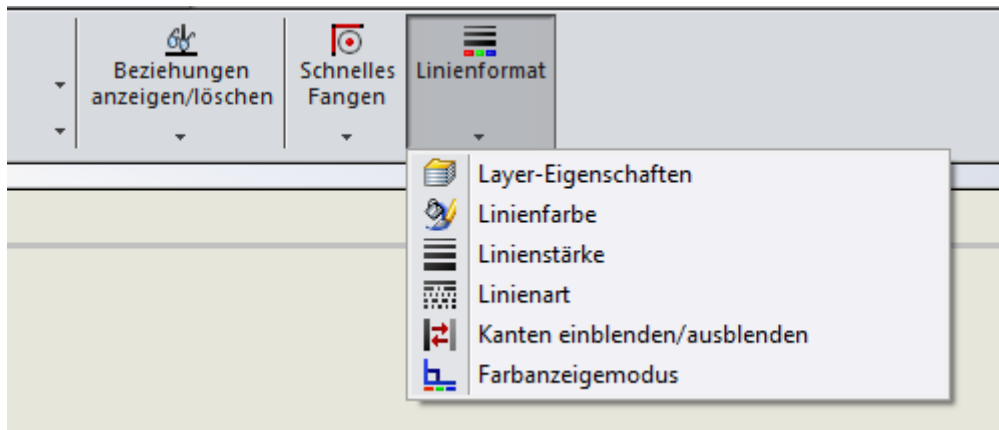 Beziehungen
anzeigen/löschen
Schnelles
Fangen
Linienformat
Layer-Eigenschaften
Linienfarbe
Linienstärke
Linienart
Kanten einblenden/ausblenden
Farbanzeigemodus